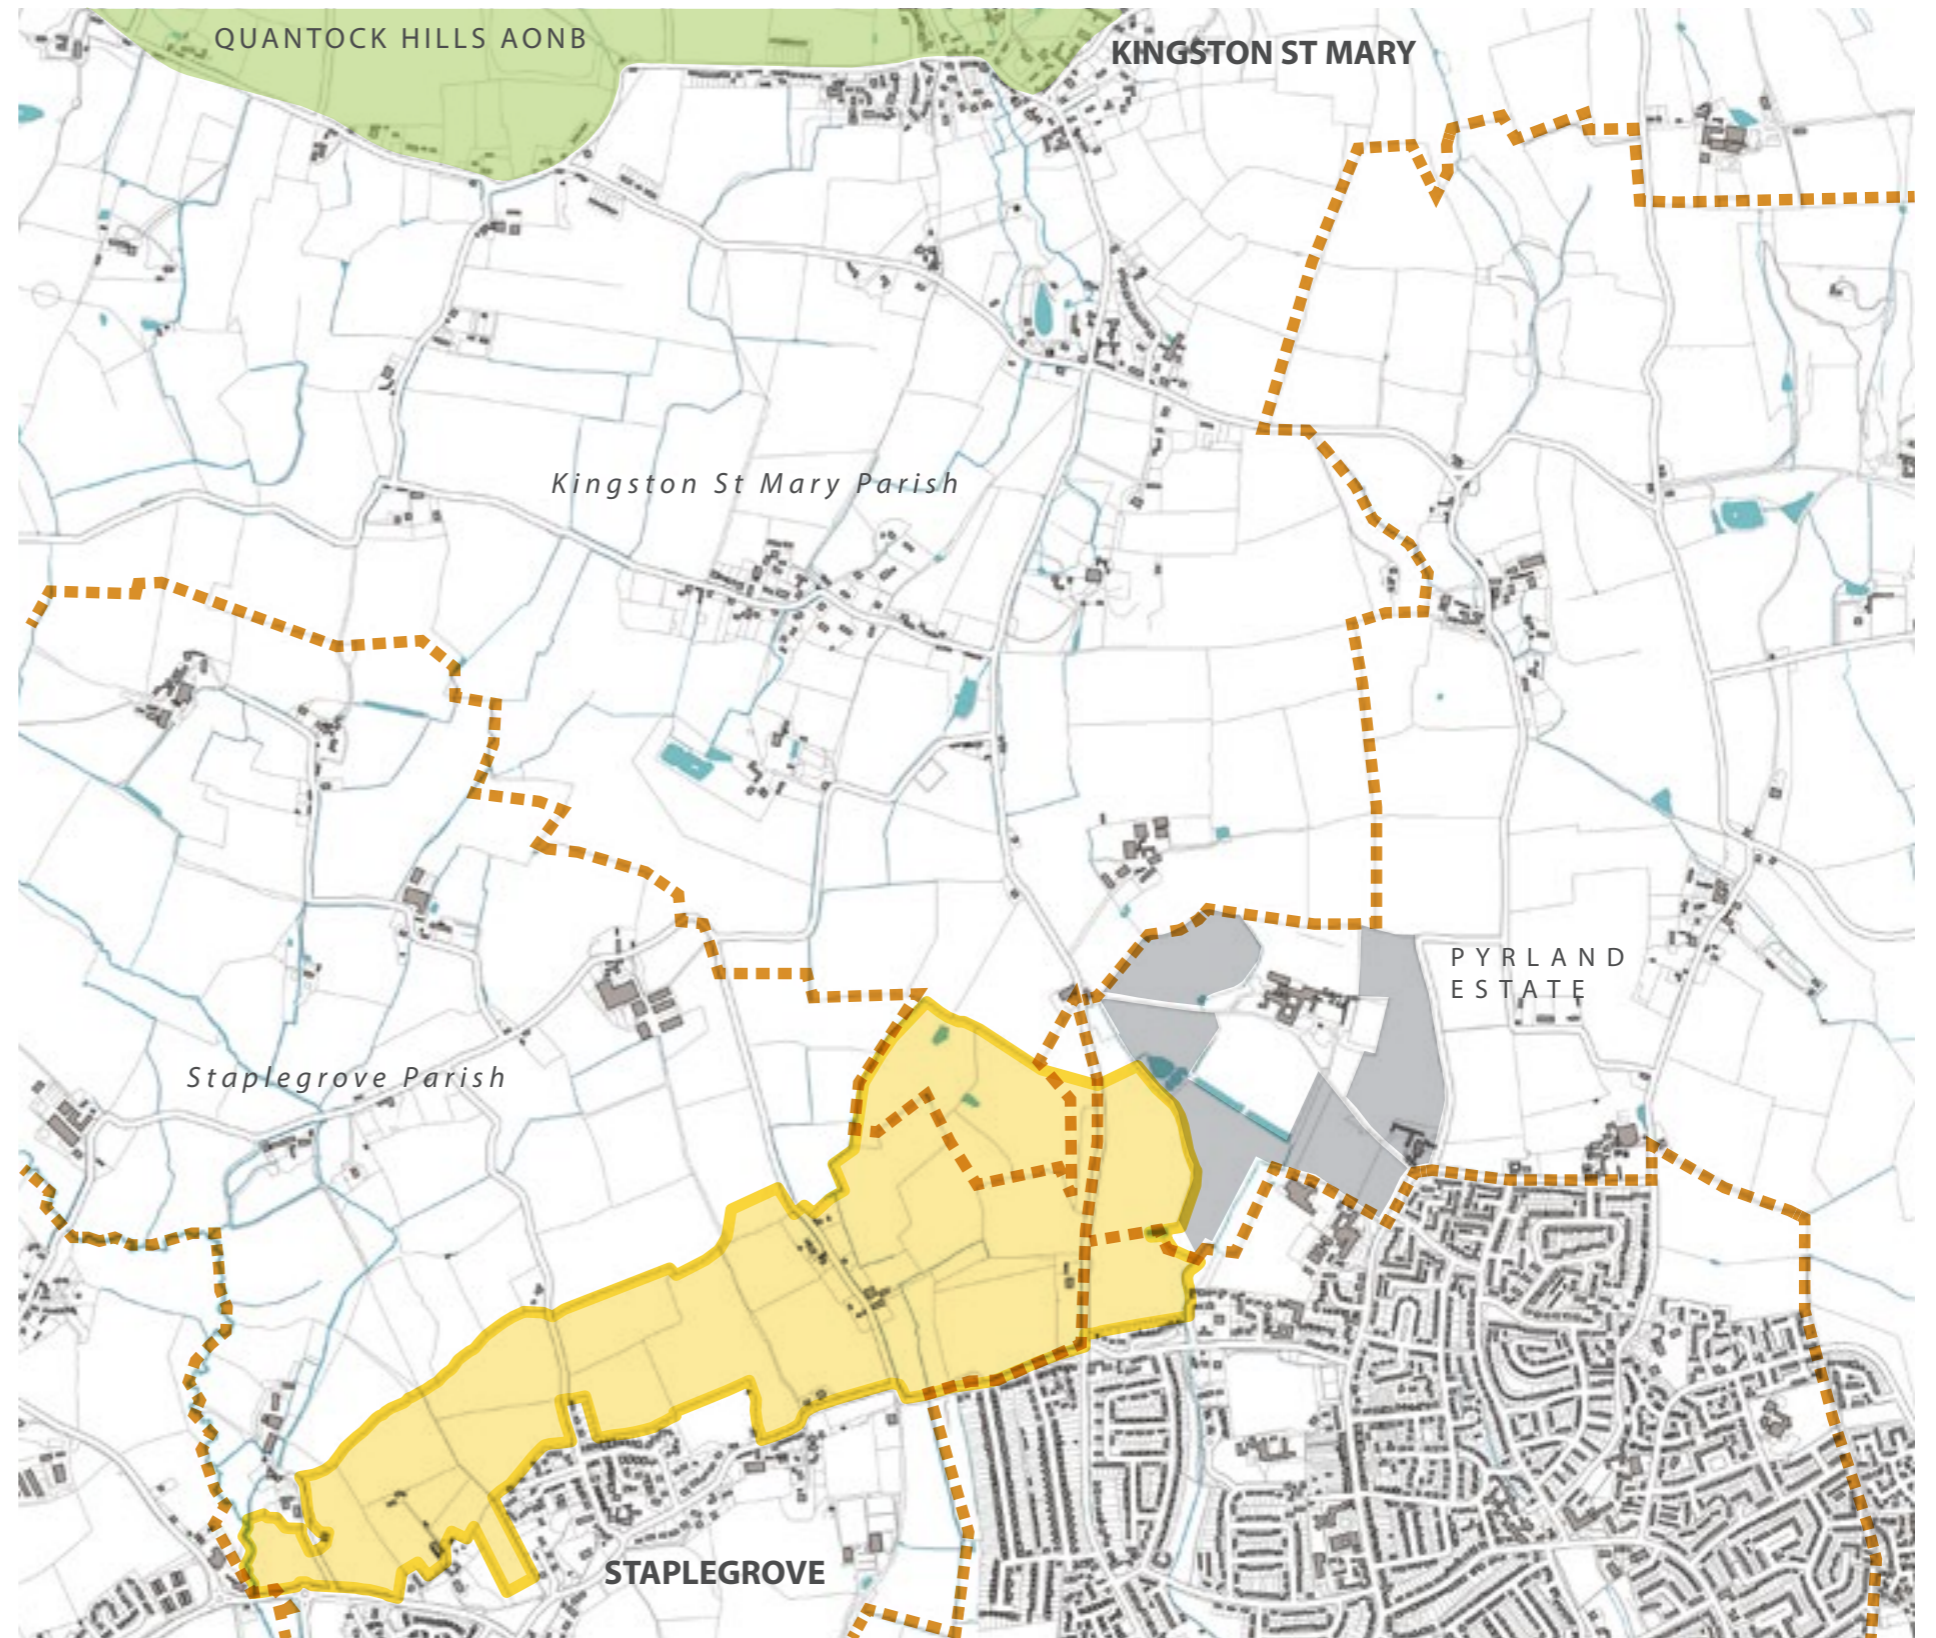 QUANTOCK HILLS AONB
KINGSTON ST MARY
Kingston St Mary Parish
PYRLAND
ESTATE
Staplegrove Parish
STAPLEGROVE